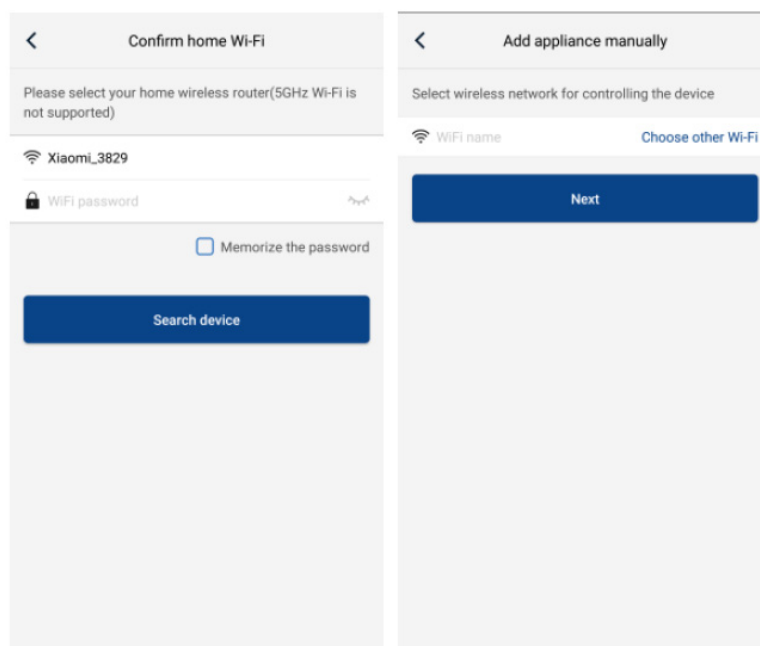 Confirm home Wi-Fi
Please select your home wireless router(5GHz Wi-Fi is
not supported)
Xiaomi_3829
WiFi password
Memorize the password
Search device
Add appliance manually
Select wireless network for controlling the device
WiFi name
Choose other Wi-Fi
Next